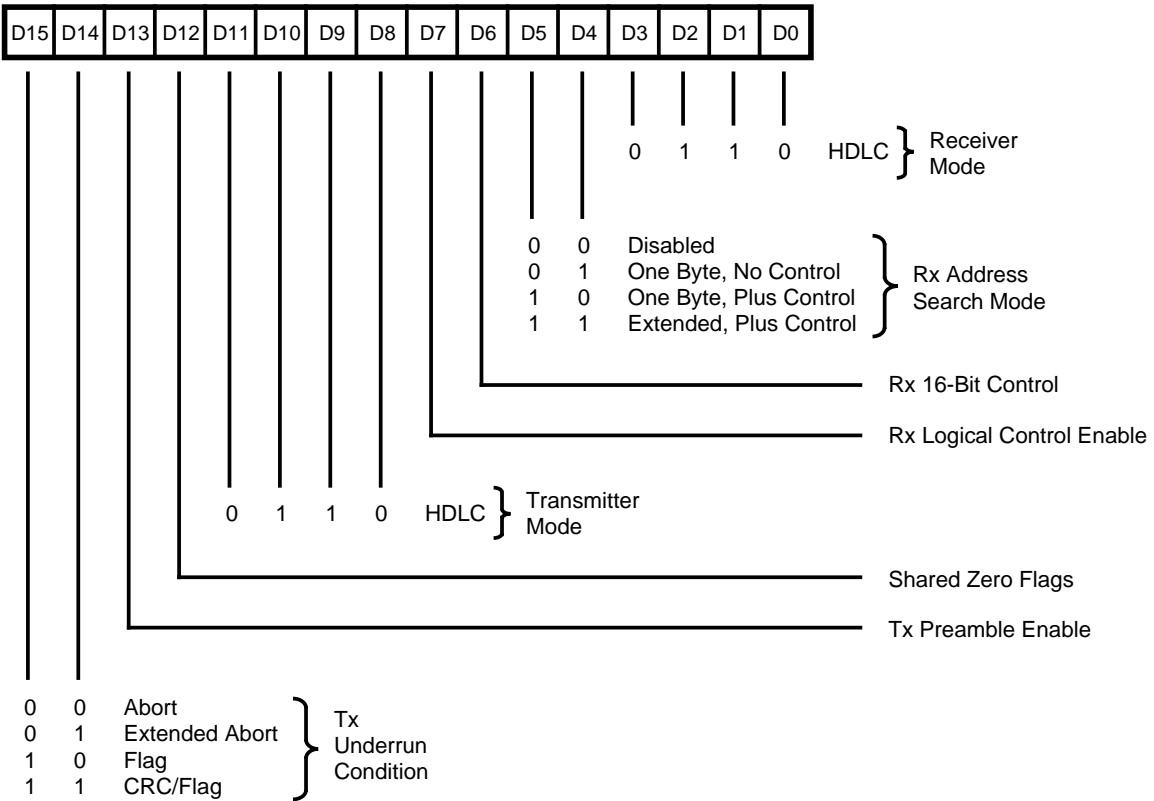 D15 D14 D13 D12 D11 D10 D9 D8 D7 D6 D5 D4 D3 D2 D1 D0
0 1 1 0 HDLC
Receiver
Mode
0 0 Disabled
0 1 One Byte, No Control
1 0 One Byte, Plus Control
1 1 Extended, Plus Control
Rx Address
Search Mode
Rx 16-Bit Control
Rx Logical Control Enable
0 1 1 0 HDLC
Transmitter
Mode
Shared Zero Flags
Tx Preamble Enable
0 0 Abort
0 1 Extended Abort
1 0 Flag
1 1 CRC/Flag
Tx
Underrun
Condition